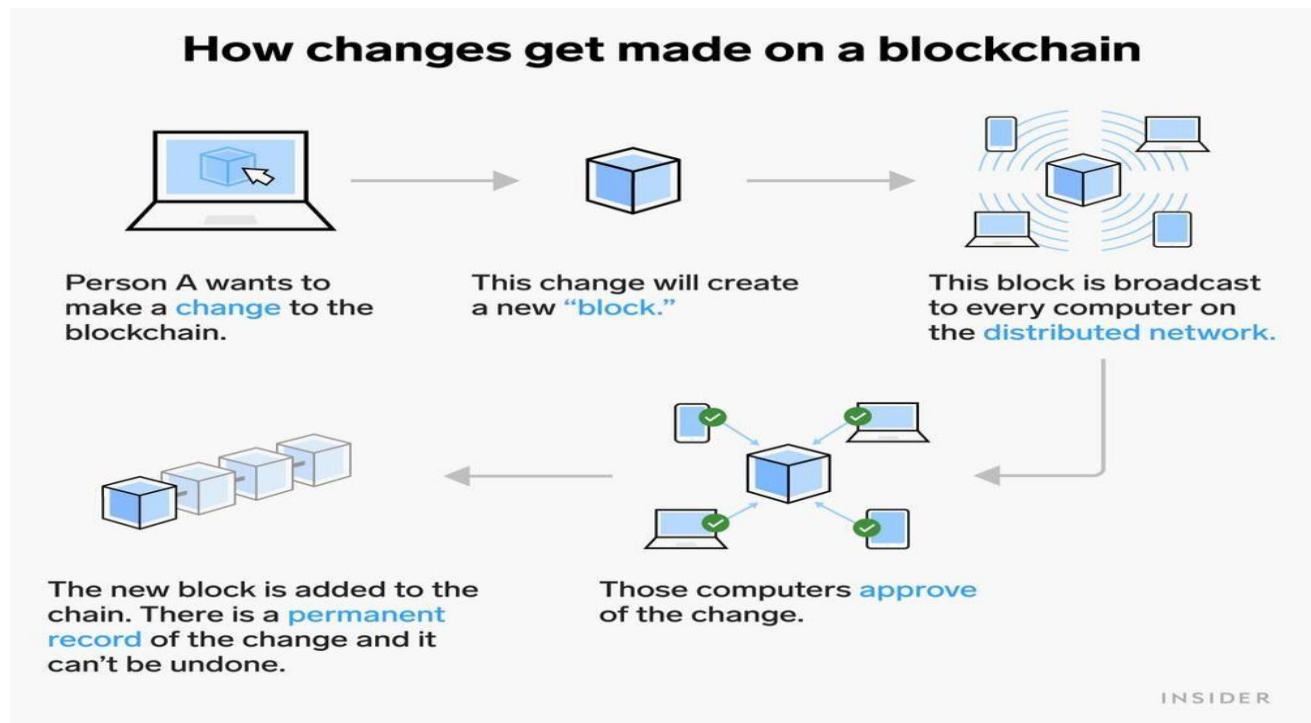 How changes get made on a blockchain
Person A wants to
make a change to the
blockchain.
This change will create
a new “block.”
This block is broadcast
to every computer on
the distributed network.
Those computers approve
of the change.
The new block is added to the
chain. There is a permanent
record of the change and it
can’t be undone.
INSIDER